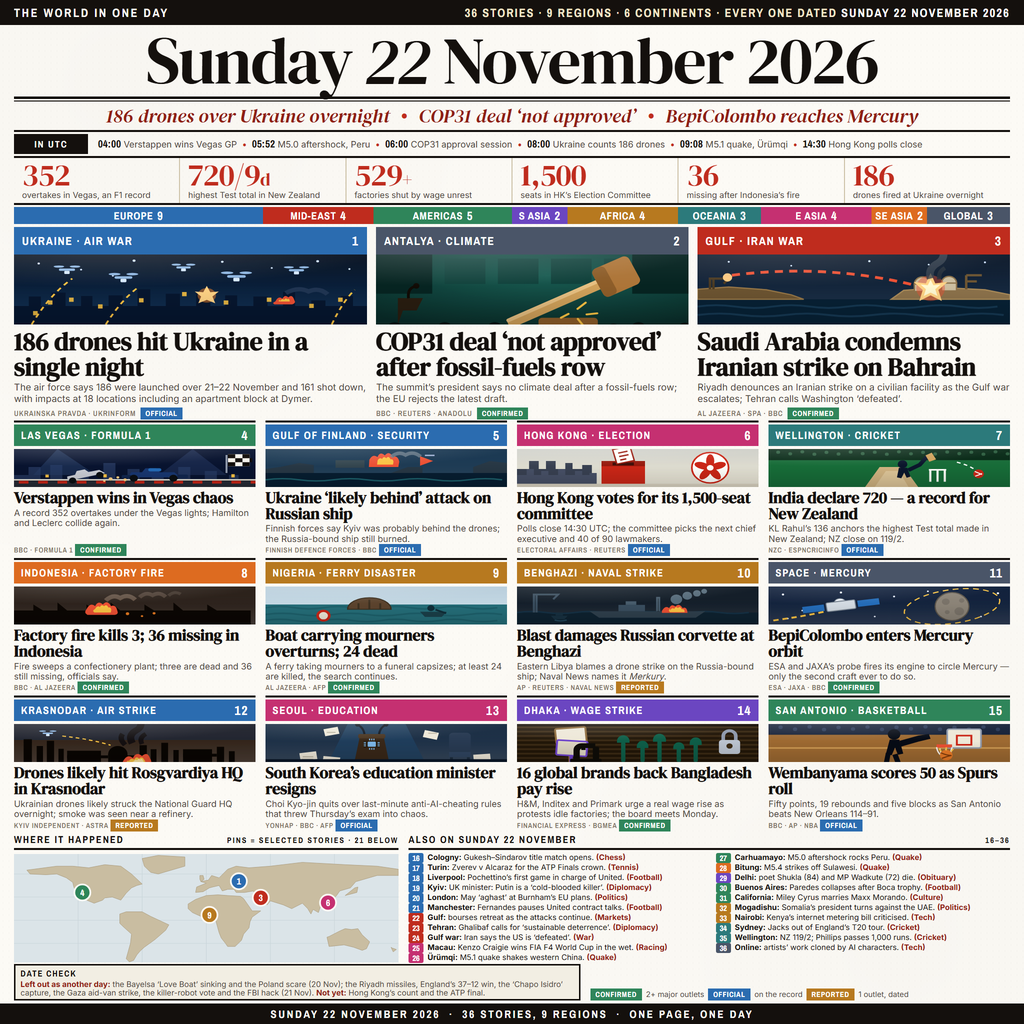 THE WORLD IN ONE DAY
36 STORIES · 9 REGIONS · 6 CONTINENTS · EVERY ONE DATED SUNDAY 22 NOVEMBER 2026
Sunday 22 November 2026
186 drones over Ukraine overnight • COP31 deal ‘not approved’ • BepiColombo reaches Mercury
IN UTC
04:00 Verstappen wins Vegas GP • 05:52 M5.0 aftershock, Peru • 06:00 COP31 approval session • 08:00 Ukraine counts 186 drones • 09:08 M5.1 quake, Ürümqi • 14:30 Hong Kong polls close
352
overtakes in Vegas, an F1 record
720/9d
highest Test total in New Zealand
529+
factories shut by wage unrest
1,500
seats in HK's Election Committee
36
missing after Indonesia's fire
186
drones fired at Ukraine overnight
EUROPE 9
MID-EAST 4
AMERICAS 5
S ASIA 2
AFRICA 4
OCEANIA 3
E ASIA 4
SE ASIA 2
GLOBAL 3
UKRAINE · AIR WAR 1
186 drones hit Ukraine in a
single night
The air force says 186 were launched over 21–22 November and 161 shot down,
with impacts at 18 locations including an apartment block at Dymer.
UKRAINSKA PRAVDA · UKRINFORM OFFICIAL
ANTALYA · CLIMATE 2
COP31 deal ‘not approved’
after fossil-fuels row
The summit's president says no climate deal after a fossil-fuels row;
the EU rejects the latest draft.
BBC · REUTERS · ANADOLU CONFIRMED
GULF · IRAN WAR 3
Saudi Arabia condemns
Iranian strike on Bahrain
Riyadh denounces an Iranian strike on a civilian facility as the Gulf war
escalates; Tehran calls Washington ‘defeated’.
AL JAZEERA · SPA · BBC CONFIRMED
LAS VEGAS · FORMULA 1 4
Verstappen wins in Vegas chaos
A record 352 overtakes under the Vegas lights; Hamilton
and Leclerc collide again.
BBC · FORMULA 1 CONFIRMED
GULF OF FINLAND · SECURITY 5
Ukraine ‘likely behind’ attack on
Russian ship
Finnish forces say Kyiv was probably behind the drones;
the Russia-bound ship still burned.
FINNISH DEFENCE FORCES · BBC OFFICIAL
HONG KONG · ELECTION 6
Hong Kong votes for its 1,500-seat
committee
Polls close 14:30 UTC; the committee picks the next chief
executive and 40 of 90 lawmakers.
ELECTORAL AFFAIRS · REUTERS OFFICIAL
WELLINGTON · CRICKET 7
India declare 720 — a record for
New Zealand
KL Rahul's 136 anchors the highest Test total made in
New Zealand; NZ close on 119/2.
NZC · ESPNCRICINFO OFFICIAL
INDONESIA · FACTORY FIRE 8
Factory fire kills 3; 36 missing in
Indonesia
Fire sweeps a confectionery plant; three are dead and 36
still missing, officials say.
BBC · AL JAZEERA CONFIRMED
NIGERIA · FERRY DISASTER 9
Boat carrying mourners
overturns; 24 dead
A ferry taking mourners to a funeral capsizes; at least 24
are killed, the search continues.
AL JAZEERA · AFP CONFIRMED
BENGHAZI · NAVAL STRIKE 10
Blast damages Russian corvette at
Benghazi
Eastern Libya blames a drone strike on the Russia-bound
ship; Naval News names it Merkury.
AP · REUTERS · NAVAL NEWS REPORTED
SPACE · MERCURY 11
BepiColombo enters Mercury
orbit
ESA and JAXA's probe fires its engine to circle Mercury —
only the second craft ever to do so.
ESA · JAXA · BBC CONFIRMED
KRASNODAR · AIR STRIKE 12
Drones likely hit Rosgvardiya HQ
in Krasnodar
Ukrainian drones likely struck the National Guard HQ
overnight; smoke was seen near a refinery.
KYIV INDEPENDENT · ASTRA REPORTED
SEOUL · EDUCATION 13
South Korea's education minister
resigns
Choi Kyo-jin quits over last-minute anti-AI-cheating rules
that threw Thursday's exam into chaos.
YONHAP · BBC · AFP OFFICIAL
DHAKA · WAGE STRIKE 14
16 global brands back Bangladesh
pay rise
H&M, Inditex and Primark urge a real wage rise as
protests idle factories; the board meets Monday.
FINANCIAL EXPRESS · BGMEA CONFIRMED
SAN ANTONIO · BASKETBALL 15
Wembanyama scores 50 as Spurs
roll
Fifty points, 19 rebounds and five blocks as San Antonio
beats New Orleans 114–91.
BBC · AP · NBA OFFICIAL
WHERE IT HAPPENED
PINS = SELECTED STORIES · 21 BELOW
4
1
3
6
9
ALSO ON SUNDAY 22 NOVEMBER
16–36
16 Cologny: Gukesh–Sindarov title match opens. (Chess)
17 Turin: Zverev v Alcaraz for the ATP Finals crown. (Tennis)
18 Liverpool: Pochettino's first game in charge of United. (Football)
19 Kyiv: UK minister: Putin is a ‘cold-blooded killer’. (Diplomacy)
20 London: May ‘aghast’ at Burnham's EU plans. (Politics)
21 Manchester: Fernandes pauses United contract talks. (Football)
22 Gulf: bourses retreat as the attacks continue. (Markets)
23 Tehran: Ghalibaf calls for ‘sustainable deterrence’. (Diplomacy)
24 Gulf war: Iran says the US is ‘defeated’. (War)
25 Macau: Kenzo Craigie wins FIA F4 World Cup in the wet. (Racing)
26 Ürümqi: M5.1 quake shakes western China. (Quake)
27 Carhuamayo: M5.0 aftershock rocks Peru. (Quake)
28 Bitung: M5.4 strikes off Sulawesi. (Quake)
29 Delhi: poet Shukla (84) and MP Wadkute (72) die. (Obituary)
30 Buenos Aires: Paredes collapses after Boca trophy. (Football)
31 California: Miley Cyrus marries Maxx Morando. (Culture)
32 Mogadishu: Somalia's president turns against the UAE. (Politics)
33 Nairobi: Kenya's internet metering bill criticised. (Tech)
34 Sydney: Jacks out of England's T20 tour. (Cricket)
35 Wellington: NZ 119/2; Phillips passes 1,000 runs. (Cricket)
36 Online: artists' work cloned by AI characters. (Tech)
DATE CHECK
Left out as another day: the Bayelsa ‘Love Boat’ sinking and the Poland scare (20 Nov); the Riyadh missiles, England's 37–12 win, the ‘Chapo Isidro’
capture, the Gaza aid-van strike, the killer-robot vote and the FBI hack (21 Nov). Not yet: Hong Kong's count and the ATP final.
CONFIRMED 2+ major outlets OFFICIAL on the record REPORTED 1 outlet, dated
SUNDAY 22 NOVEMBER 2026 · 36 STORIES, 9 REGIONS · ONE PAGE, ONE DAY